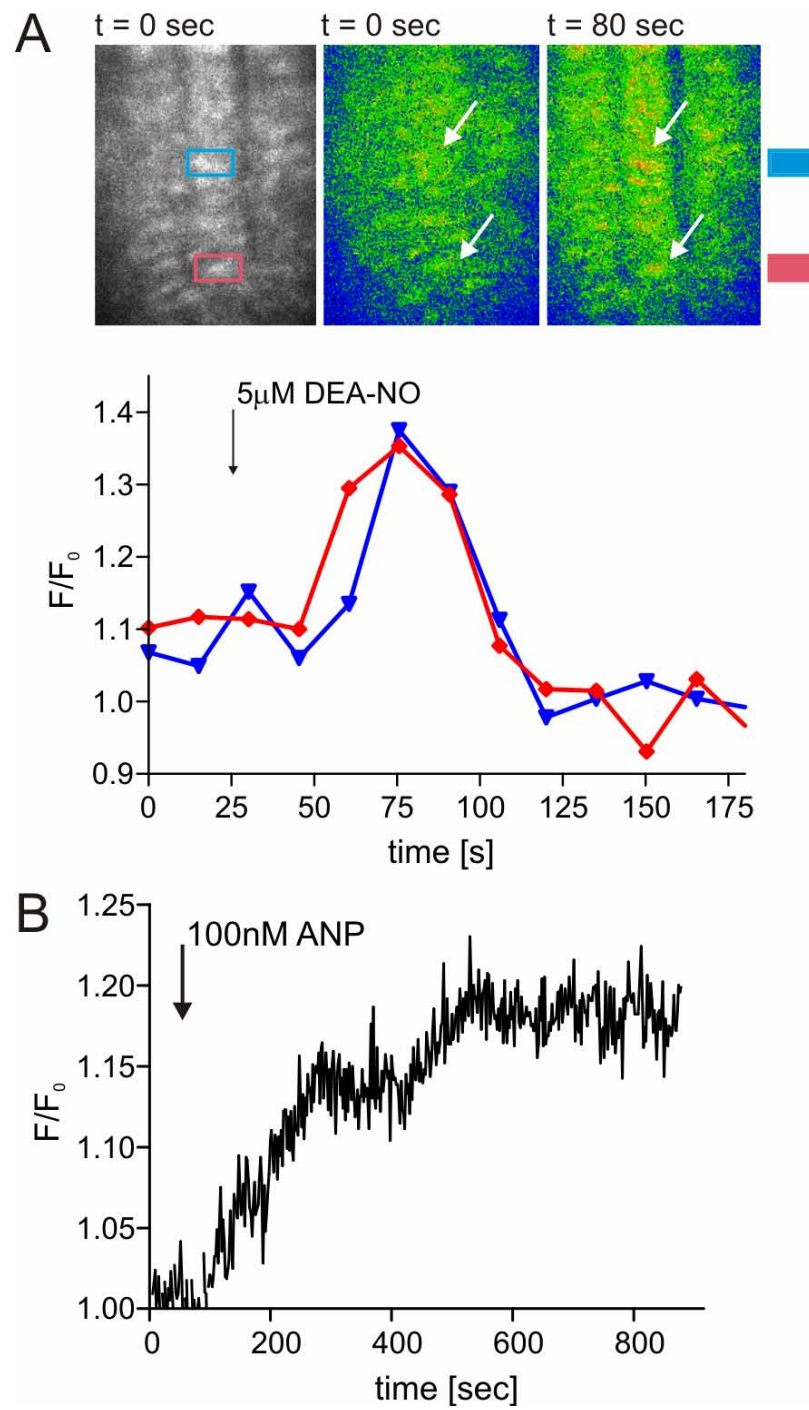 A
t = 0 sec t = 0 sec t = 80 sec
5μM DEA-NO
1.4
1.3
1.2
1.1
1.0
0.9
F/F₀
0 25 50 75 100 125 150 175
time [s]
B
100nM ANP
1.25
1.20
1.15
1.10
1.05
1.00
F/F₀
0 200 400 600 800
time [sec]